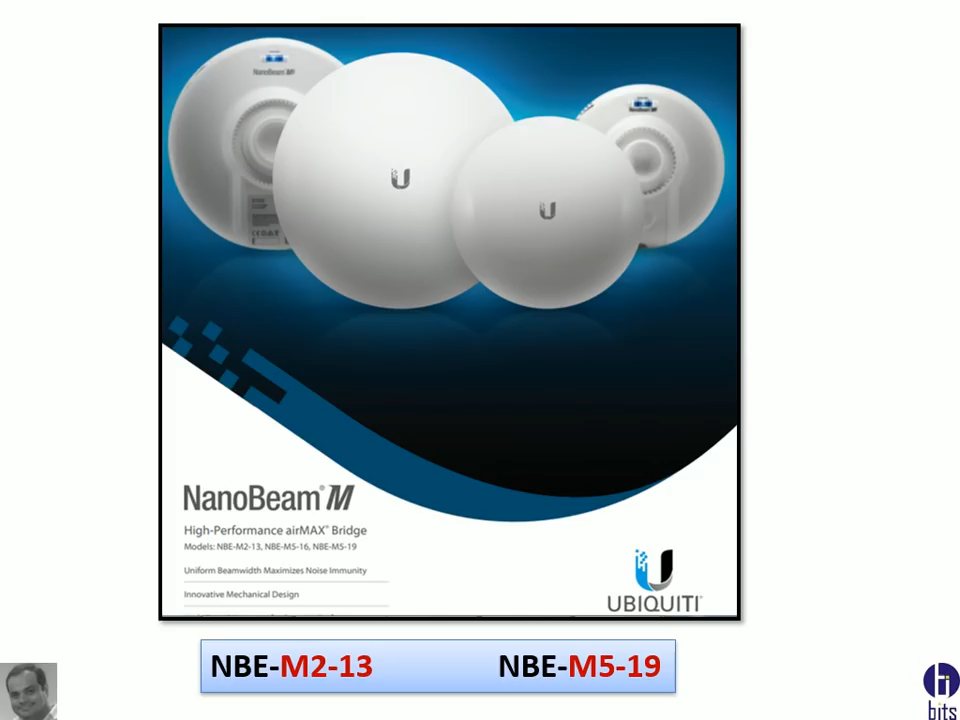 NanoBeam M
NanoBeam® M
High-Performance airMAX® Bridge
Models: NBE-M2-13, NBE-M5-16, NBE-M5-19
Uniform Beamwidth Maximizes Noise Immunity
Innovative Mechanical Design
UBIQUITI
NBE-M2-13 NBE-M5-19
bits